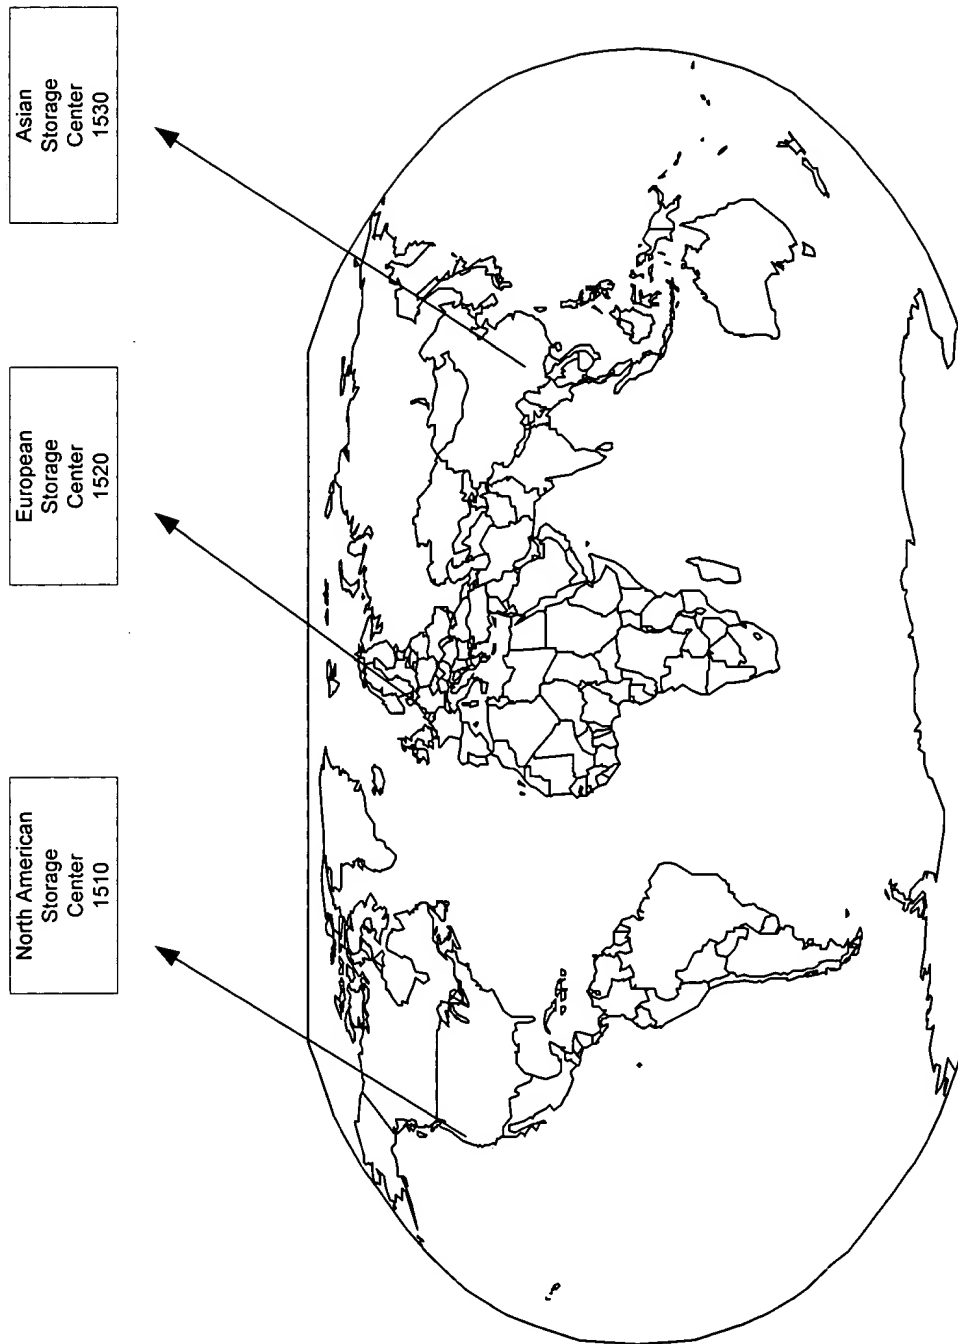 North American
Storage
Center
1510
European
Storage
Center
1520
Asian
Storage
Center
1530